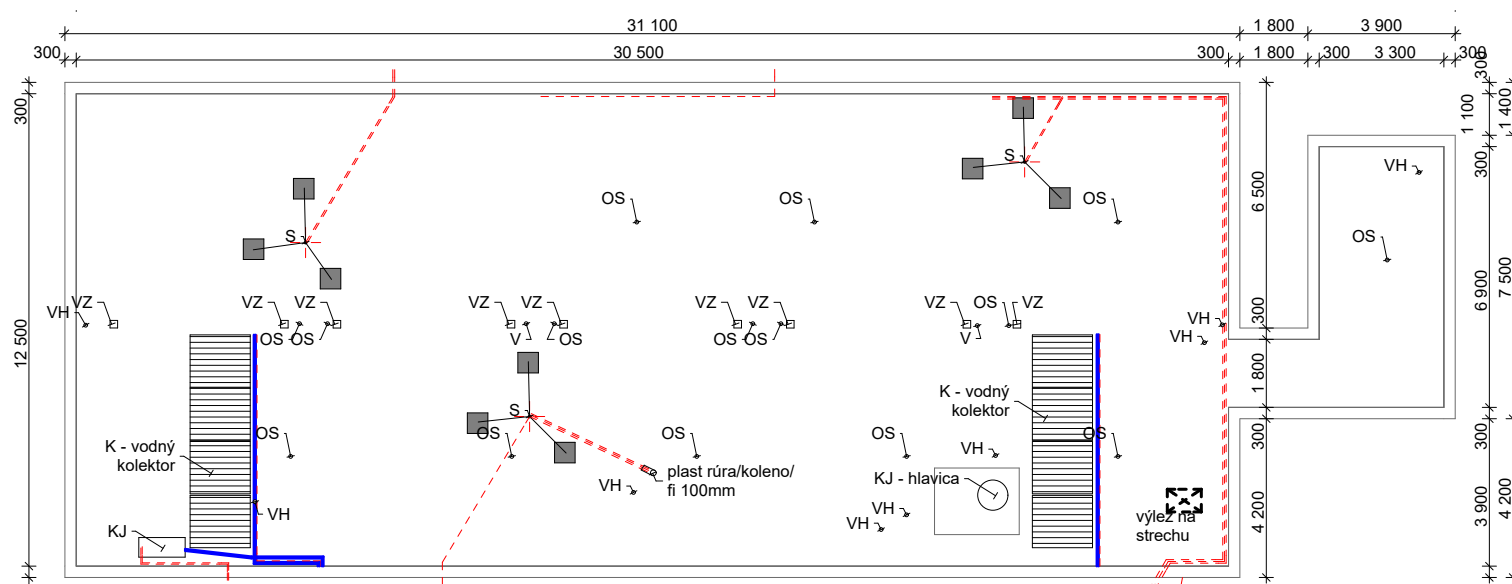 31 100
1 800
3 900
300
30 500
300
1 800
300
3 300
300
300
1 100
1 400
300
300
6 500
6 900
7 500
12 500
300
1 800
300
300
4 200
3 900
4 200
S
S
S
OS
OS
OS
OS
VH
VH
VZ
VZ
VZ
OS
OS
VZ
VZ
V
OS
VZ
VZ
OS
OS
VZ
OS
VZ
V
VH
VH
K - vodný
kolektor
K - vodný
kolektor
OS
OS
OS
OS
OS
VH
VH
VH
VH
VH
plast rúra/koleno/
fi 100mm
KJ - hlavica
KJ
výlez na
strechu